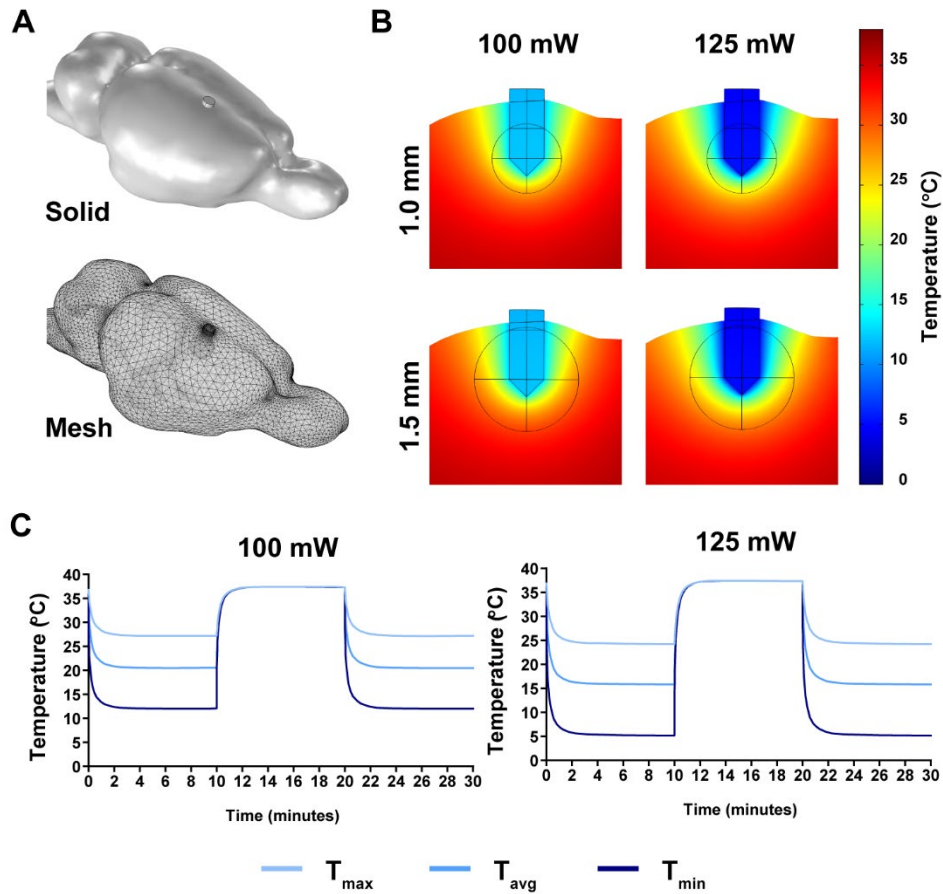 A
Solid
Mesh
B
100 mW
125 mW
1.0 mm
1.5 mm
35
30
25
20
15
10
5
0
Temperature (°C)
C
100 mW
Temperature (°C)
40
35
30
25
20
15
10
5
0
0 2 4 6 8 10 12 14 16 18 20 22 24 26 28 30
Time (minutes)
125 mW
Temperature (°C)
40
35
30
25
20
15
10
5
0
0 2 4 6 8 10 12 14 16 18 20 22 24 26 28 30
Time (minutes)
Tmax Tavg Tmin